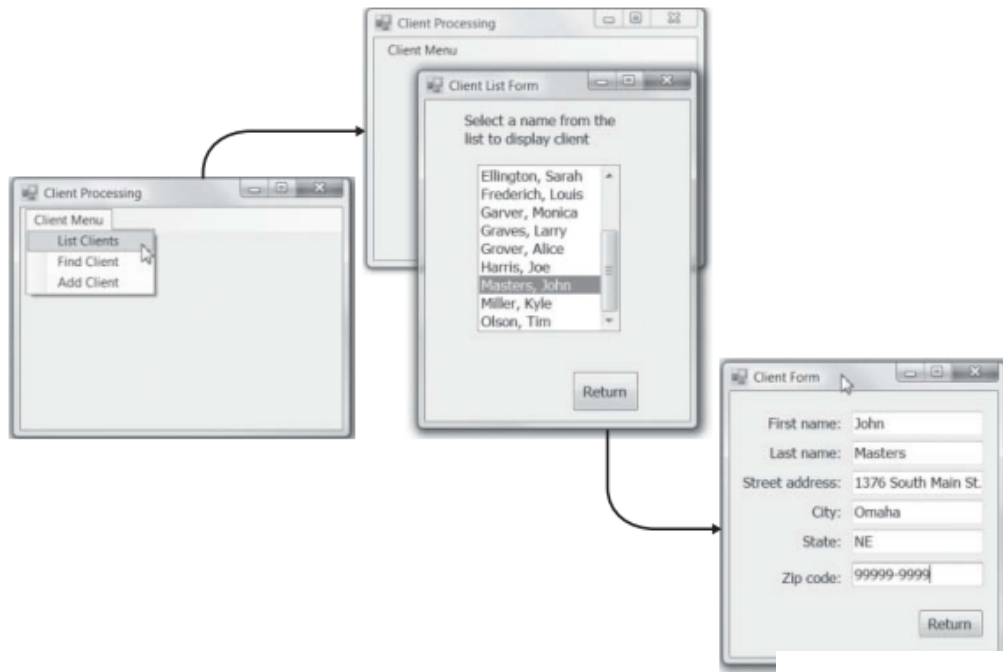 Client Processing
Client Menu
List Clients
Find Client
Add Client
Client Processing
Client Menu
Client List Form
Select a name from the
list to display client
Ellington, Sarah
Frederich, Louis
Garver, Monica
Graves, Larry
Grover, Alice
Harris, Joe
Masters, John
Miller, Kyle
Olson, Tim
Return
Client Form
First name: John
Last name: Masters
Street address: 1376 South Main St.
City: Omaha
State: NE
Zip code: 99999-9999
Return